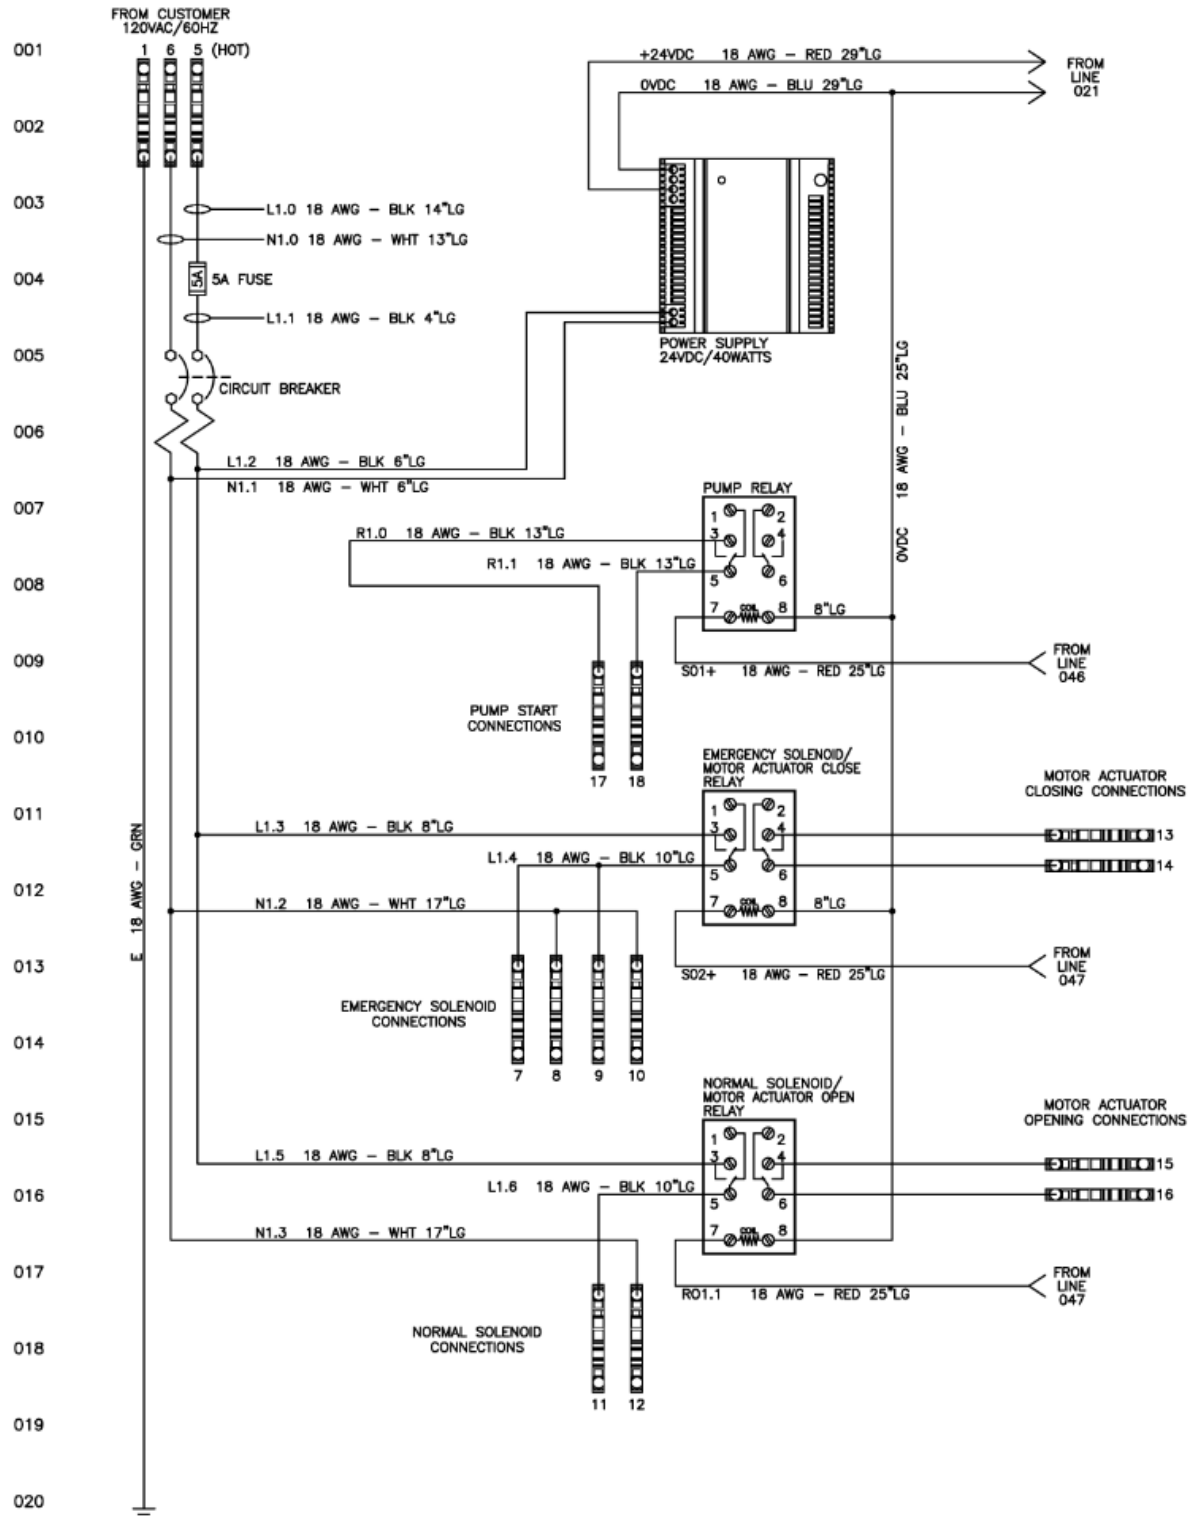 FROM CUSTOMER
120VAC/60HZ
001
1 6 5 (HOT)
+24VDC 18 AWG – RED 29"LG
FROM
LINE
021
0VDC 18 AWG – BLU 29"LG
002
003
L1.0 18 AWG – BLK 14"LG
N1.0 18 AWG – WHT 13"LG
004
5A
5A FUSE
L1.1 18 AWG – BLK 4"LG
005
POWER SUPPLY
24VDC/40WATTS
CIRCUIT BREAKER
006
L1.2 18 AWG – BLK 6"LG
N1.1 18 AWG – WHT 6"LG
0VDC 18 AWG – BLU 25"LG
007
PUMP RELAY
1 2
R1.0 18 AWG – BLK 13"LG
3 4
R1.1 18 AWG – BLK 13"LG
008
5 6
7 COIL 8
8"LG
009
FROM
LINE
046
S01+ 18 AWG – RED 25"LG
PUMP START
CONNECTIONS
010
17 18
EMERGENCY SOLENOID/
MOTOR ACTUATOR CLOSE
RELAY
MOTOR ACTUATOR
CLOSING CONNECTIONS
011
1 2
L1.3 18 AWG – BLK 8"LG
3 4
13
L1.4 18 AWG – BLK 10"LG
5 6
14
E 18 AWG – GRN
012
N1.2 18 AWG – WHT 17"LG
7 COIL 8
8"LG
013
FROM
LINE
047
S02+ 18 AWG – RED 25"LG
EMERGENCY SOLENOID
CONNECTIONS
014
7 8 9 10
NORMAL SOLENOID/
MOTOR ACTUATOR OPEN
RELAY
MOTOR ACTUATOR
OPENING CONNECTIONS
015
1 2
L1.5 18 AWG – BLK 8"LG
3 4
15
016
L1.6 18 AWG – BLK 10"LG
5 6
16
N1.3 18 AWG – WHT 17"LG
7 COIL 8
017
FROM
LINE
047
R01.1 18 AWG – RED 25"LG
NORMAL SOLENOID
CONNECTIONS
018
11 12
019
020